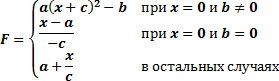 F = { a(x + c)² − b при x = 0 и b ≠ 0
(x − a)/(−c) при x = 0 и b = 0
a + x/c в остальных случаях